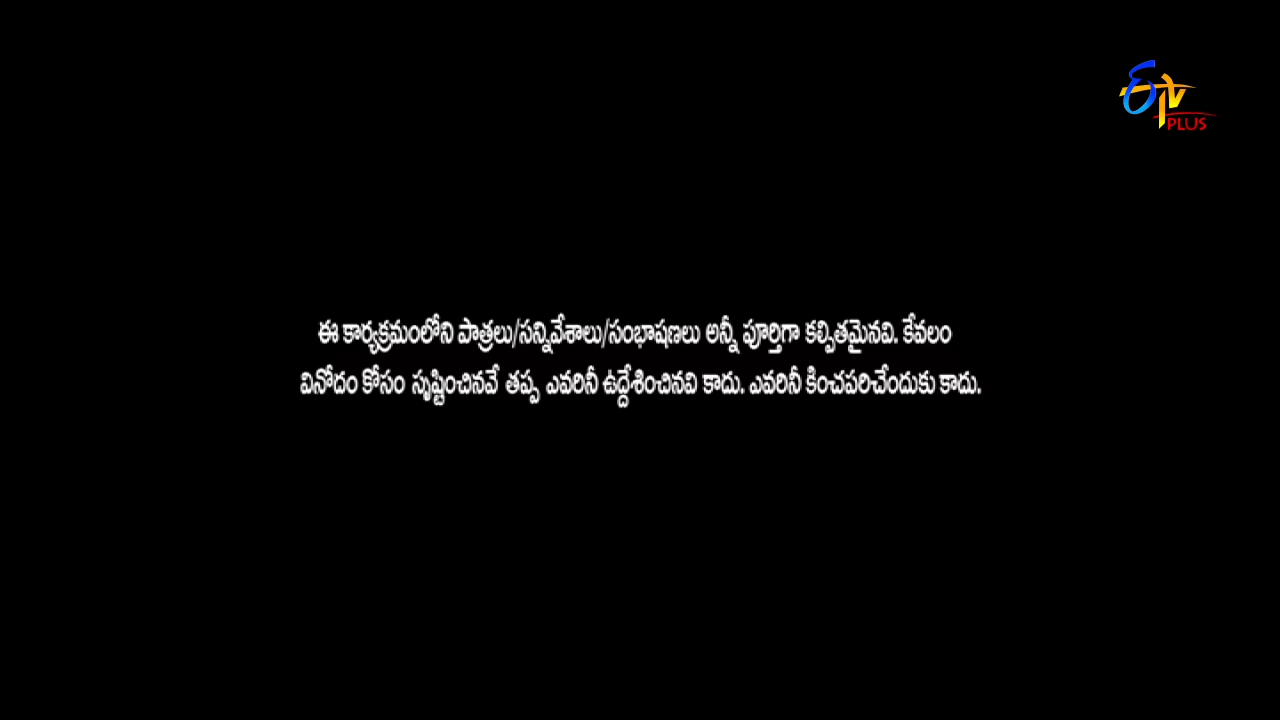 ETV
PLUS
ఈ కార్యక్రమంలోని పాత్రలు/సన్నివేశాలు/సంభాషణలు అన్నీ పూర్తిగా కల్పితమైనవి. కేవలం
వినోదం కోసం సృష్టించినవే తప్ప ఎవరినీ ఉద్దేశించినవి కాదు. ఎవరినీ కించపరిచేందుకు కాదు.